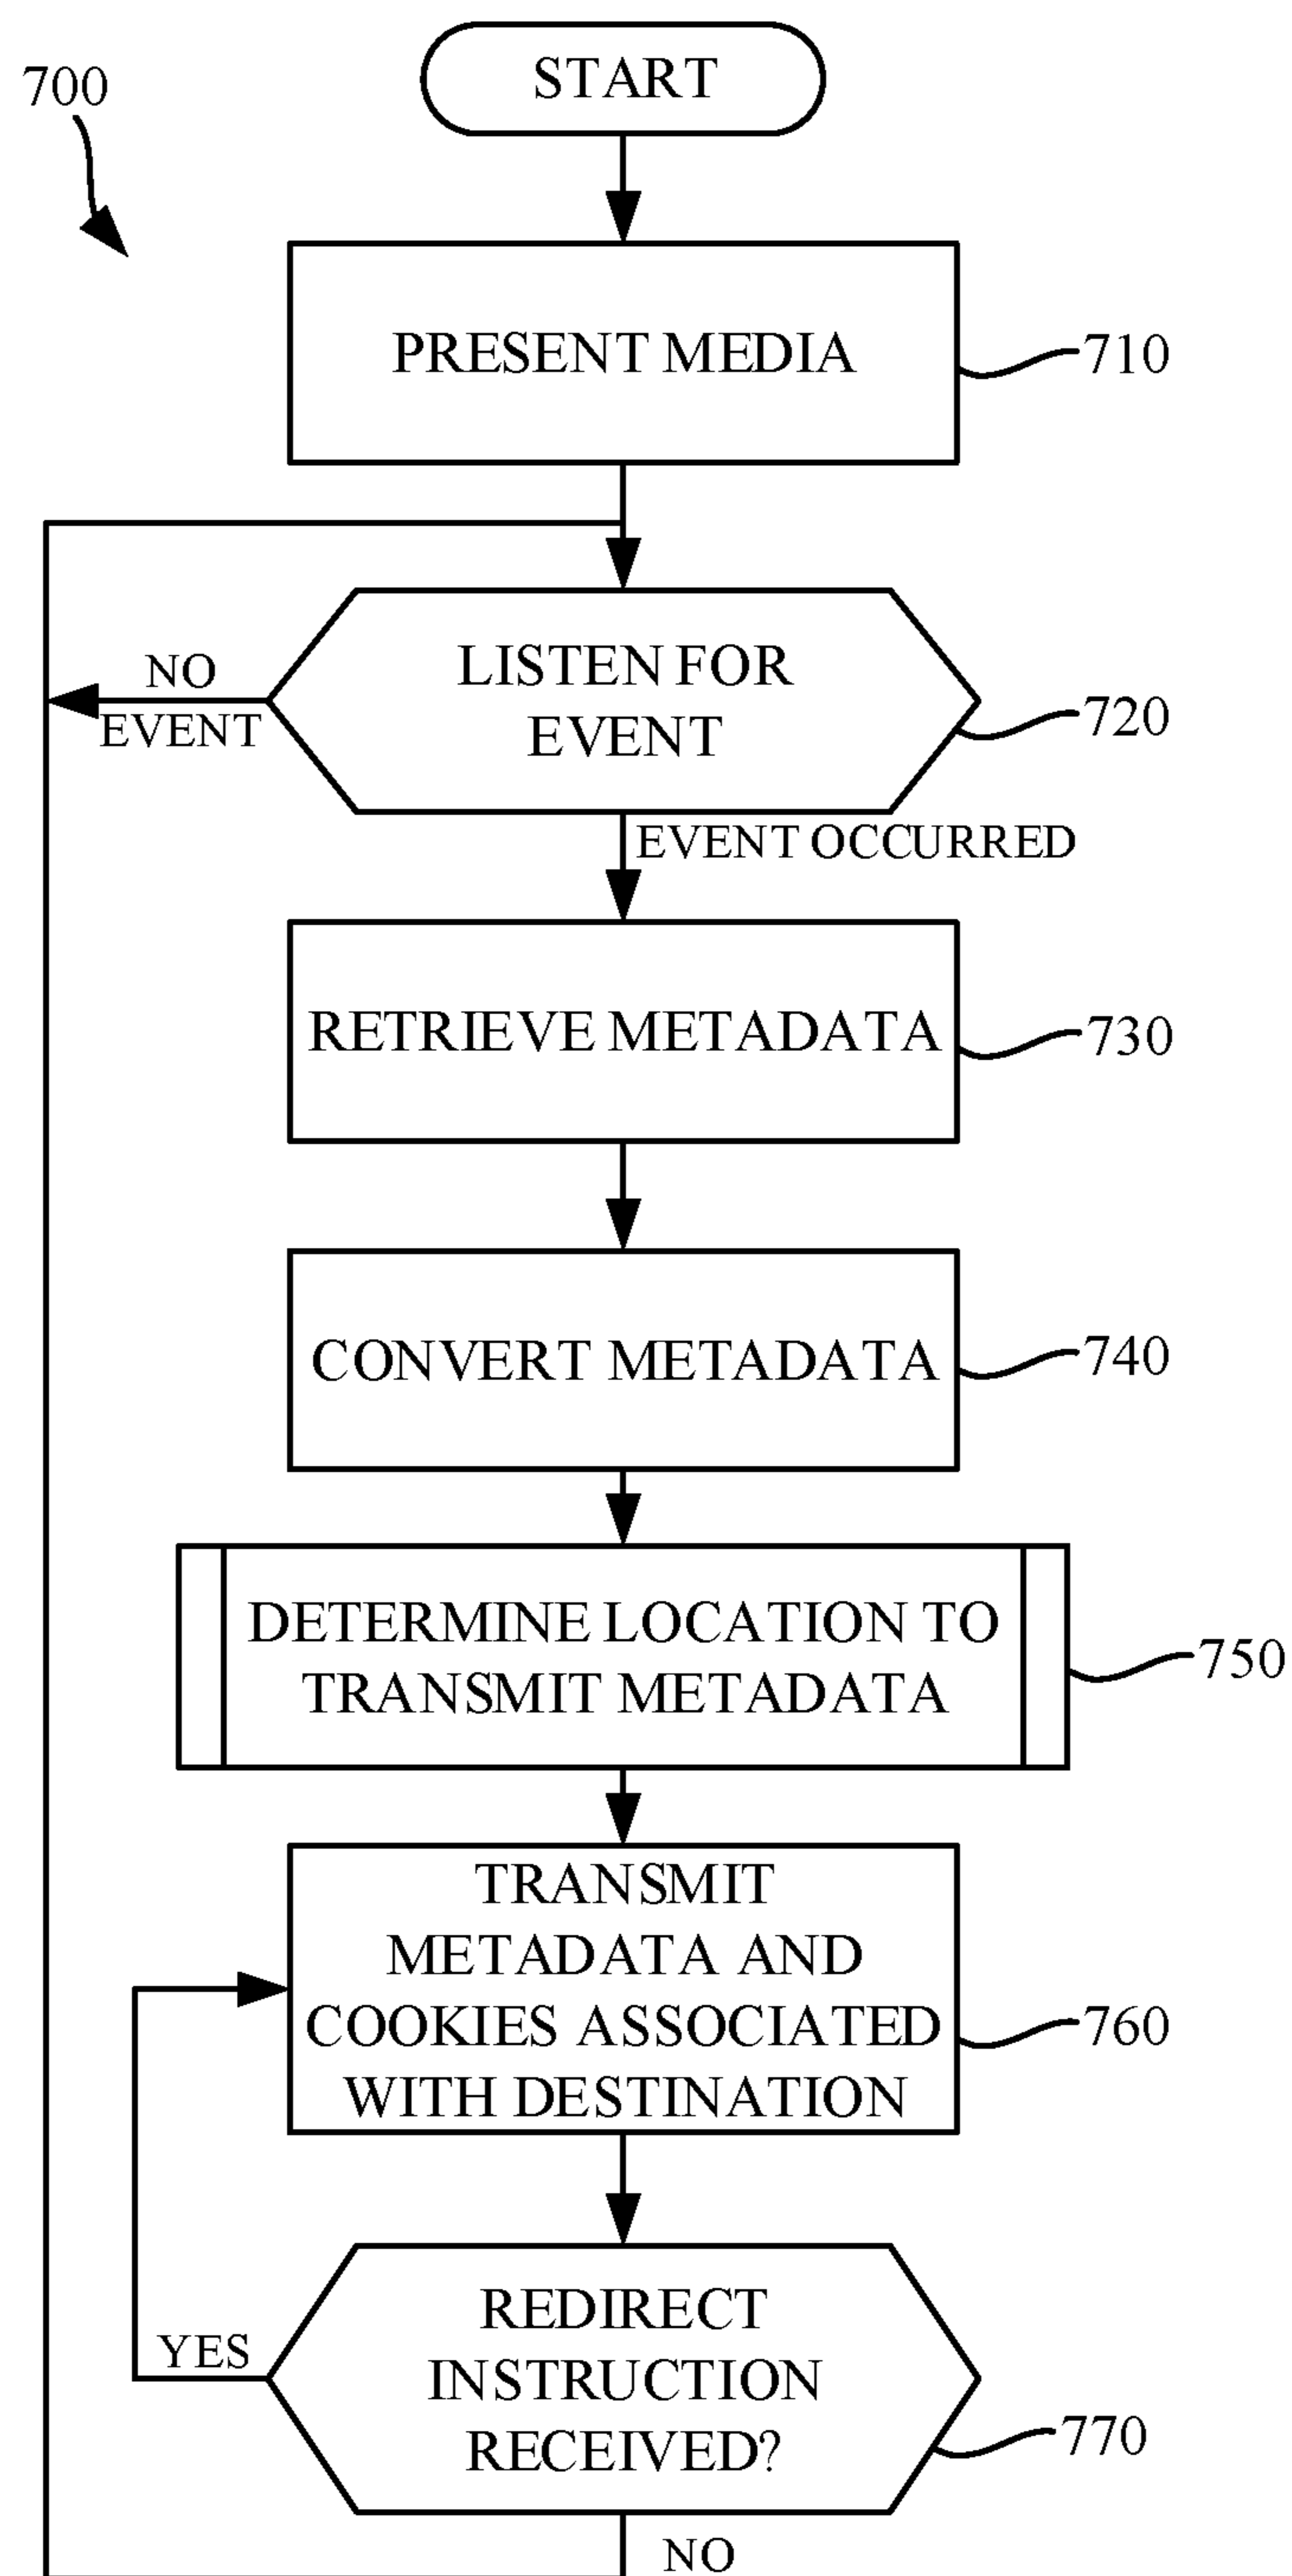 700
START
PRESENT MEDIA
710
LISTEN FOR
EVENT
720
NO
EVENT
EVENT OCCURRED
RETRIEVE METADATA
730
CONVERT METADATA
740
DETERMINE LOCATION TO
TRANSMIT METADATA
750
TRANSMIT
METADATA AND
COOKIES ASSOCIATED
WITH DESTINATION
760
REDIRECT
INSTRUCTION
RECEIVED?
770
YES
NO